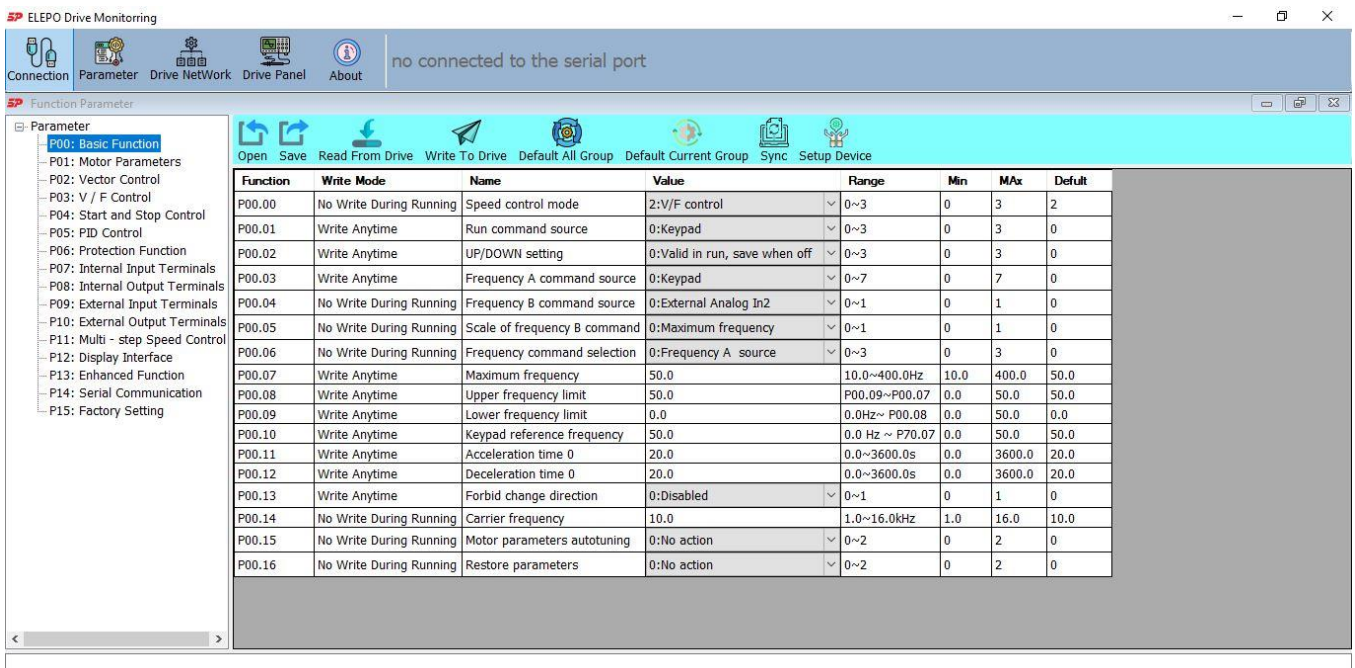 SP ELEPO Drive Monitorring
Connection Parameter Drive NetWork Drive Panel About no connected to the serial port
SP Function Parameter
Parameter
P00: Basic Function
P01: Motor Parameters
P02: Vector Control
P03: V / F Control
P04: Start and Stop Control
P05: PID Control
P06: Protection Function
P07: Internal Input Terminals
P08: Internal Output Terminals
P09: External Input Terminals
P10: External Output Terminals
P11: Multi - step Speed Control
P12: Display Interface
P13: Enhanced Function
P14: Serial Communication
P15: Factory Setting
Open Save Read From Drive Write To Drive Default All Group Default Current Group Sync Setup Device
Function Write Mode Name Value Range Min MAx Defult
P00.00 No Write During Running Speed control mode 2:V/F control 0~3 0 3 2
P00.01 Write Anytime Run command source 0:Keypad 0~3 0 3 0
P00.02 Write Anytime UP/DOWN setting 0:Valid in run, save when off 0~3 0 3 0
P00.03 Write Anytime Frequency A command source 0:Keypad 0~7 0 7 0
P00.04 No Write During Running Frequency B command source 0:External Analog In2 0~1 0 1 0
P00.05 No Write During Running Scale of frequency B command 0:Maximum frequency 0~1 0 1 0
P00.06 No Write During Running Frequency command selection 0:Frequency A source 0~3 0 3 0
P00.07 Write Anytime Maximum frequency 50.0 10.0~400.0Hz 10.0 400.0 50.0
P00.08 Write Anytime Upper frequency limit 50.0 P00.09~P00.07 0.0 50.0 50.0
P00.09 Write Anytime Lower frequency limit 0.0 0.0Hz~ P00.08 0.0 50.0 0.0
P00.10 Write Anytime Keypad reference frequency 50.0 0.0 Hz ~ P70.07 0.0 50.0 50.0
P00.11 Write Anytime Acceleration time 0 20.0 0.0~3600.0s 0.0 3600.0 20.0
P00.12 Write Anytime Deceleration time 0 20.0 0.0~3600.0s 0.0 3600.0 20.0
P00.13 Write Anytime Forbid change direction 0:Disabled 0~1 0 1 0
P00.14 No Write During Running Carrier frequency 10.0 1.0~16.0kHz 1.0 16.0 10.0
P00.15 No Write During Running Motor parameters autotuning 0:No action 0~2 0 2 0
P00.16 No Write During Running Restore parameters 0:No action 0~2 0 2 0